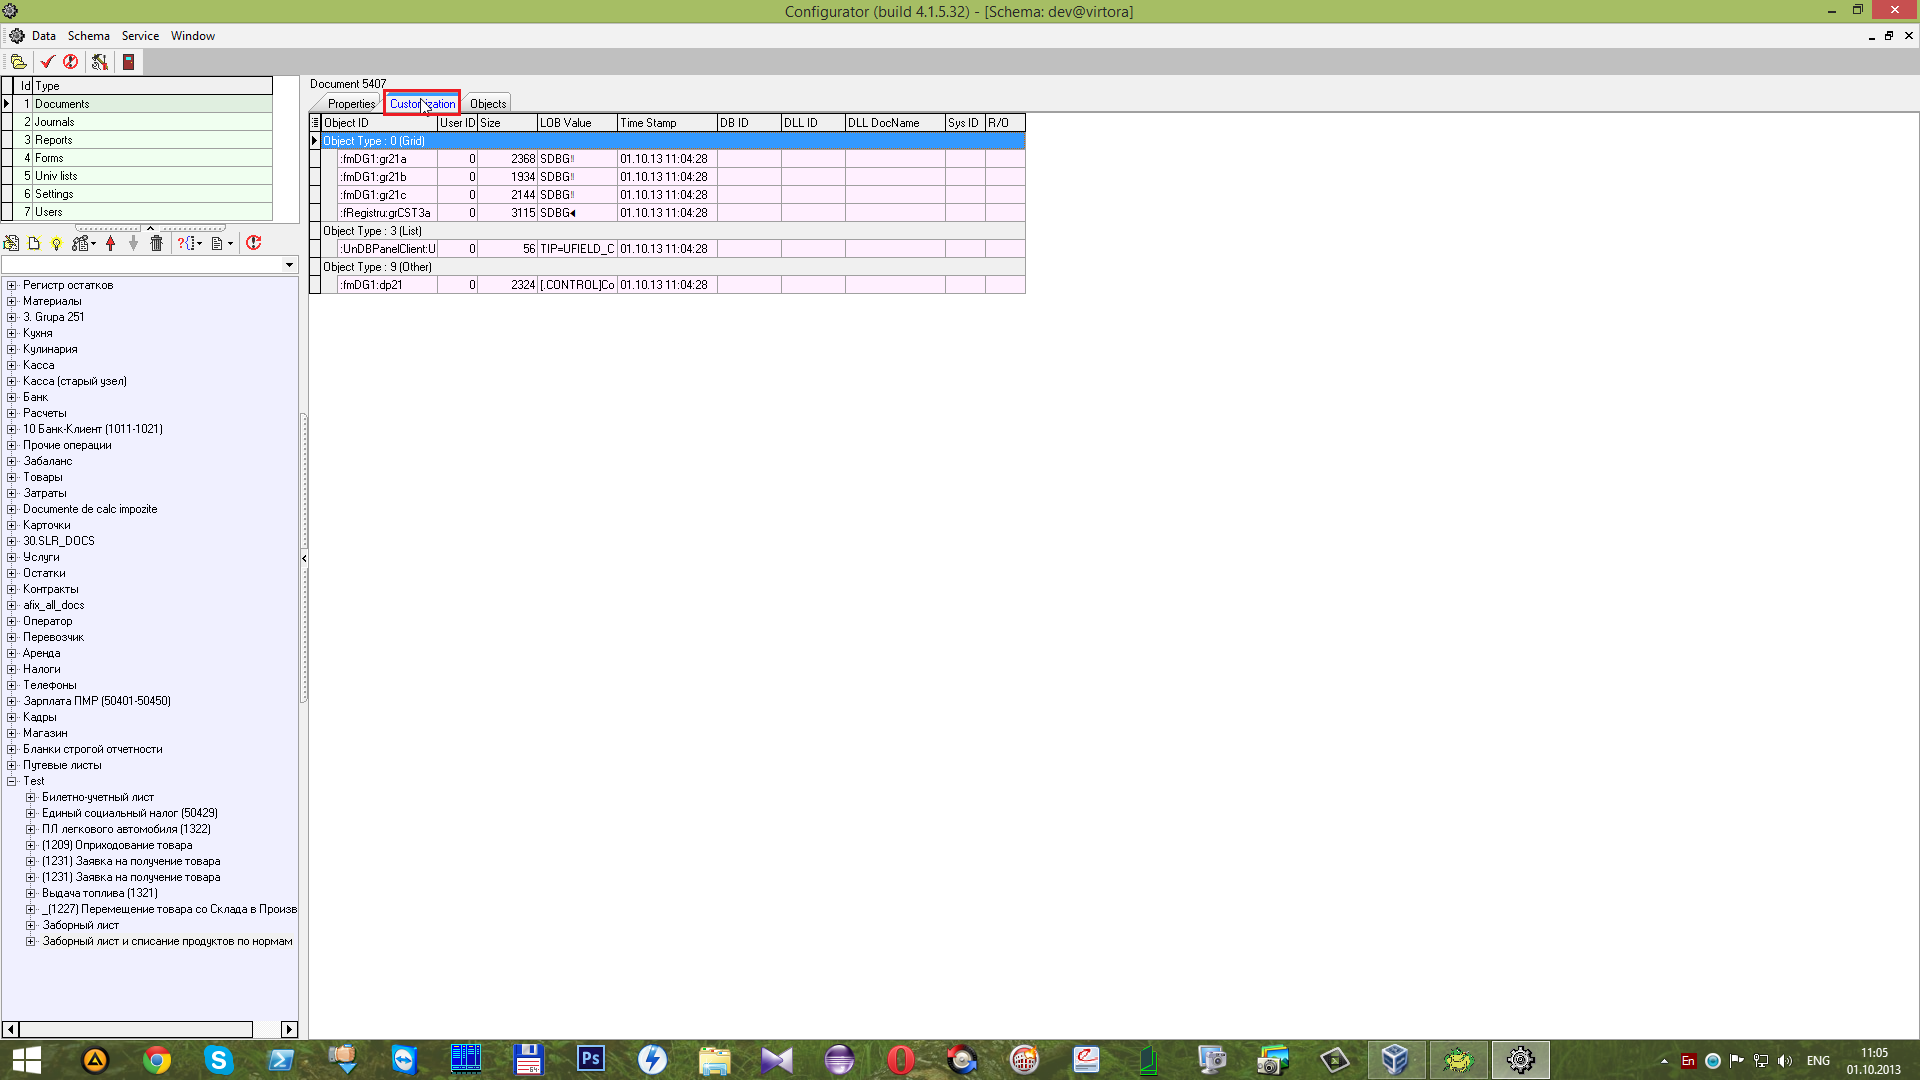 Configurator (build 4.1.5.32) - [Schema: dev@virtora]
Data Schema Service Window
Id Type
1 Documents
2 Journals
3 Reports
4 Forms
5 Univ lists
6 Settings
7 Users
Регистр остатков
Материалы
3. Grupa 251
Кухня
Кулинария
Касса
Касса (старый узел)
Банк
Расчеты
10 Банк-Клиент (1011-1021)
Прочие операции
Забаланс
Товары
Затраты
Documente de calc impozite
Карточки
30.SLR_DOCS
Услуги
Остатки
Контракты
afix_all_docs
Оператор
Перевозчик
Аренда
Налоги
Телефоны
Зарплата ПМР (50401-50450)
Кадры
Магазин
Бланки строгой отчетности
Путевые листы
Test
Билетно-учетный лист
Единый социальный налог (50429)
ПЛ легкового автомобиля (1322)
(1209) Оприходование товара
(1231) Заявка на получение товара
(1231) Заявка на получение товара
Выдача топлива (1321)
_(1227) Перемещение товара со Склада в Произв
Заборный лист
Заборный лист и списание продуктов по нормам
Document 5407
Properties Customization Objects
Object ID User ID Size LOB Value Time Stamp DB ID DLL ID DLL DocName Sys ID R/O
Object Type : 0 (Grid)
:fmDG1:gr21a 0 2368 SDBG‼ 01.10.13 11:04:28
:fmDG1:gr21b 0 1934 SDBG‼ 01.10.13 11:04:28
:fmDG1:gr21c 0 2144 SDBG‼ 01.10.13 11:04:28
:fRegistru:grCST3a 0 3115 SDBG◄ 01.10.13 11:04:28
Object Type : 3 (List)
:UnDBPanelClient:U 0 56 TIP=UFIELD_C 01.10.13 11:04:28
Object Type : 9 (Other)
:fmDG1:dp21 0 2324 [.CONTROL]Co 01.10.13 11:04:28
Ps
64
En
ENG
11:05
01.10.2013